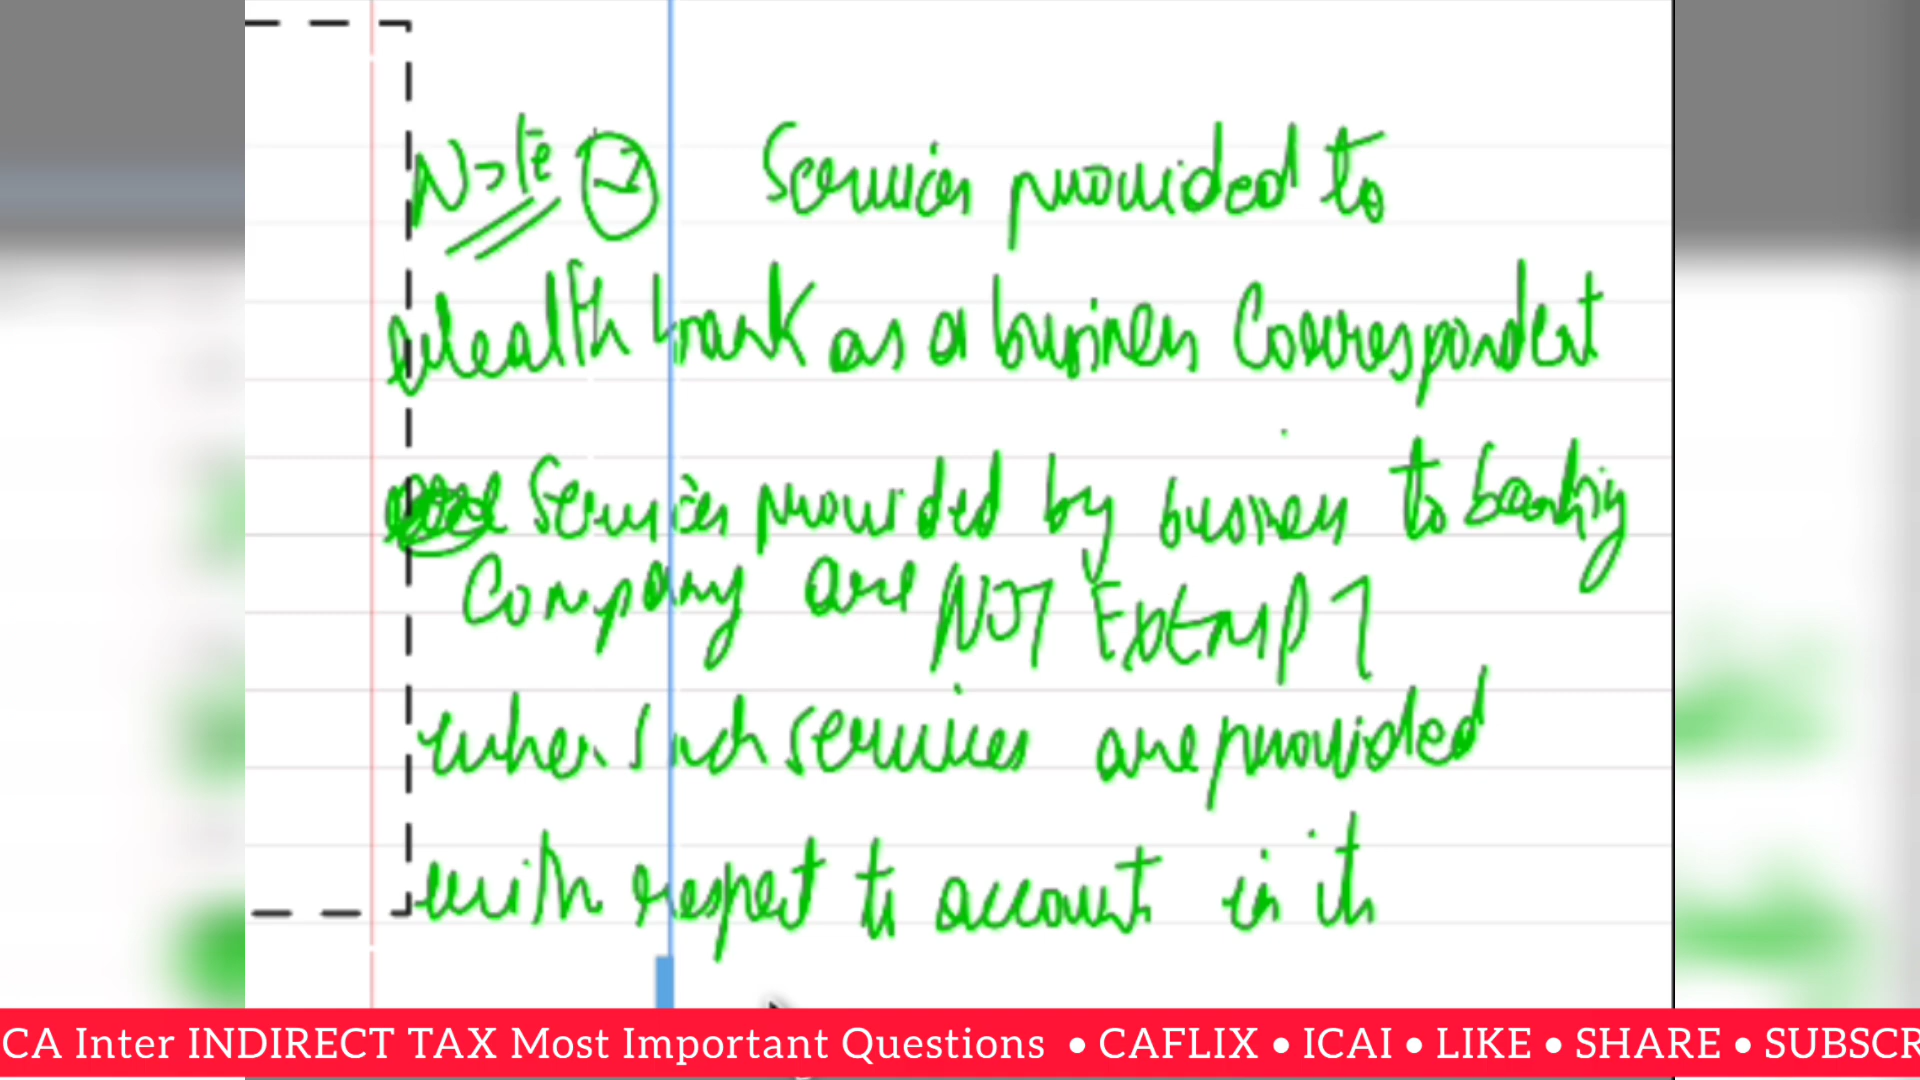 Note 2 Services provided to
wealth bank as a business Correspondent
Services provided by business to banking
Company are NOT EXEMPT
when such services are provided
with respect to account in its
CA Inter INDIRECT TAX Most Important Questions • CAFLIX • ICAI • LIKE • SHARE • SUBSCR